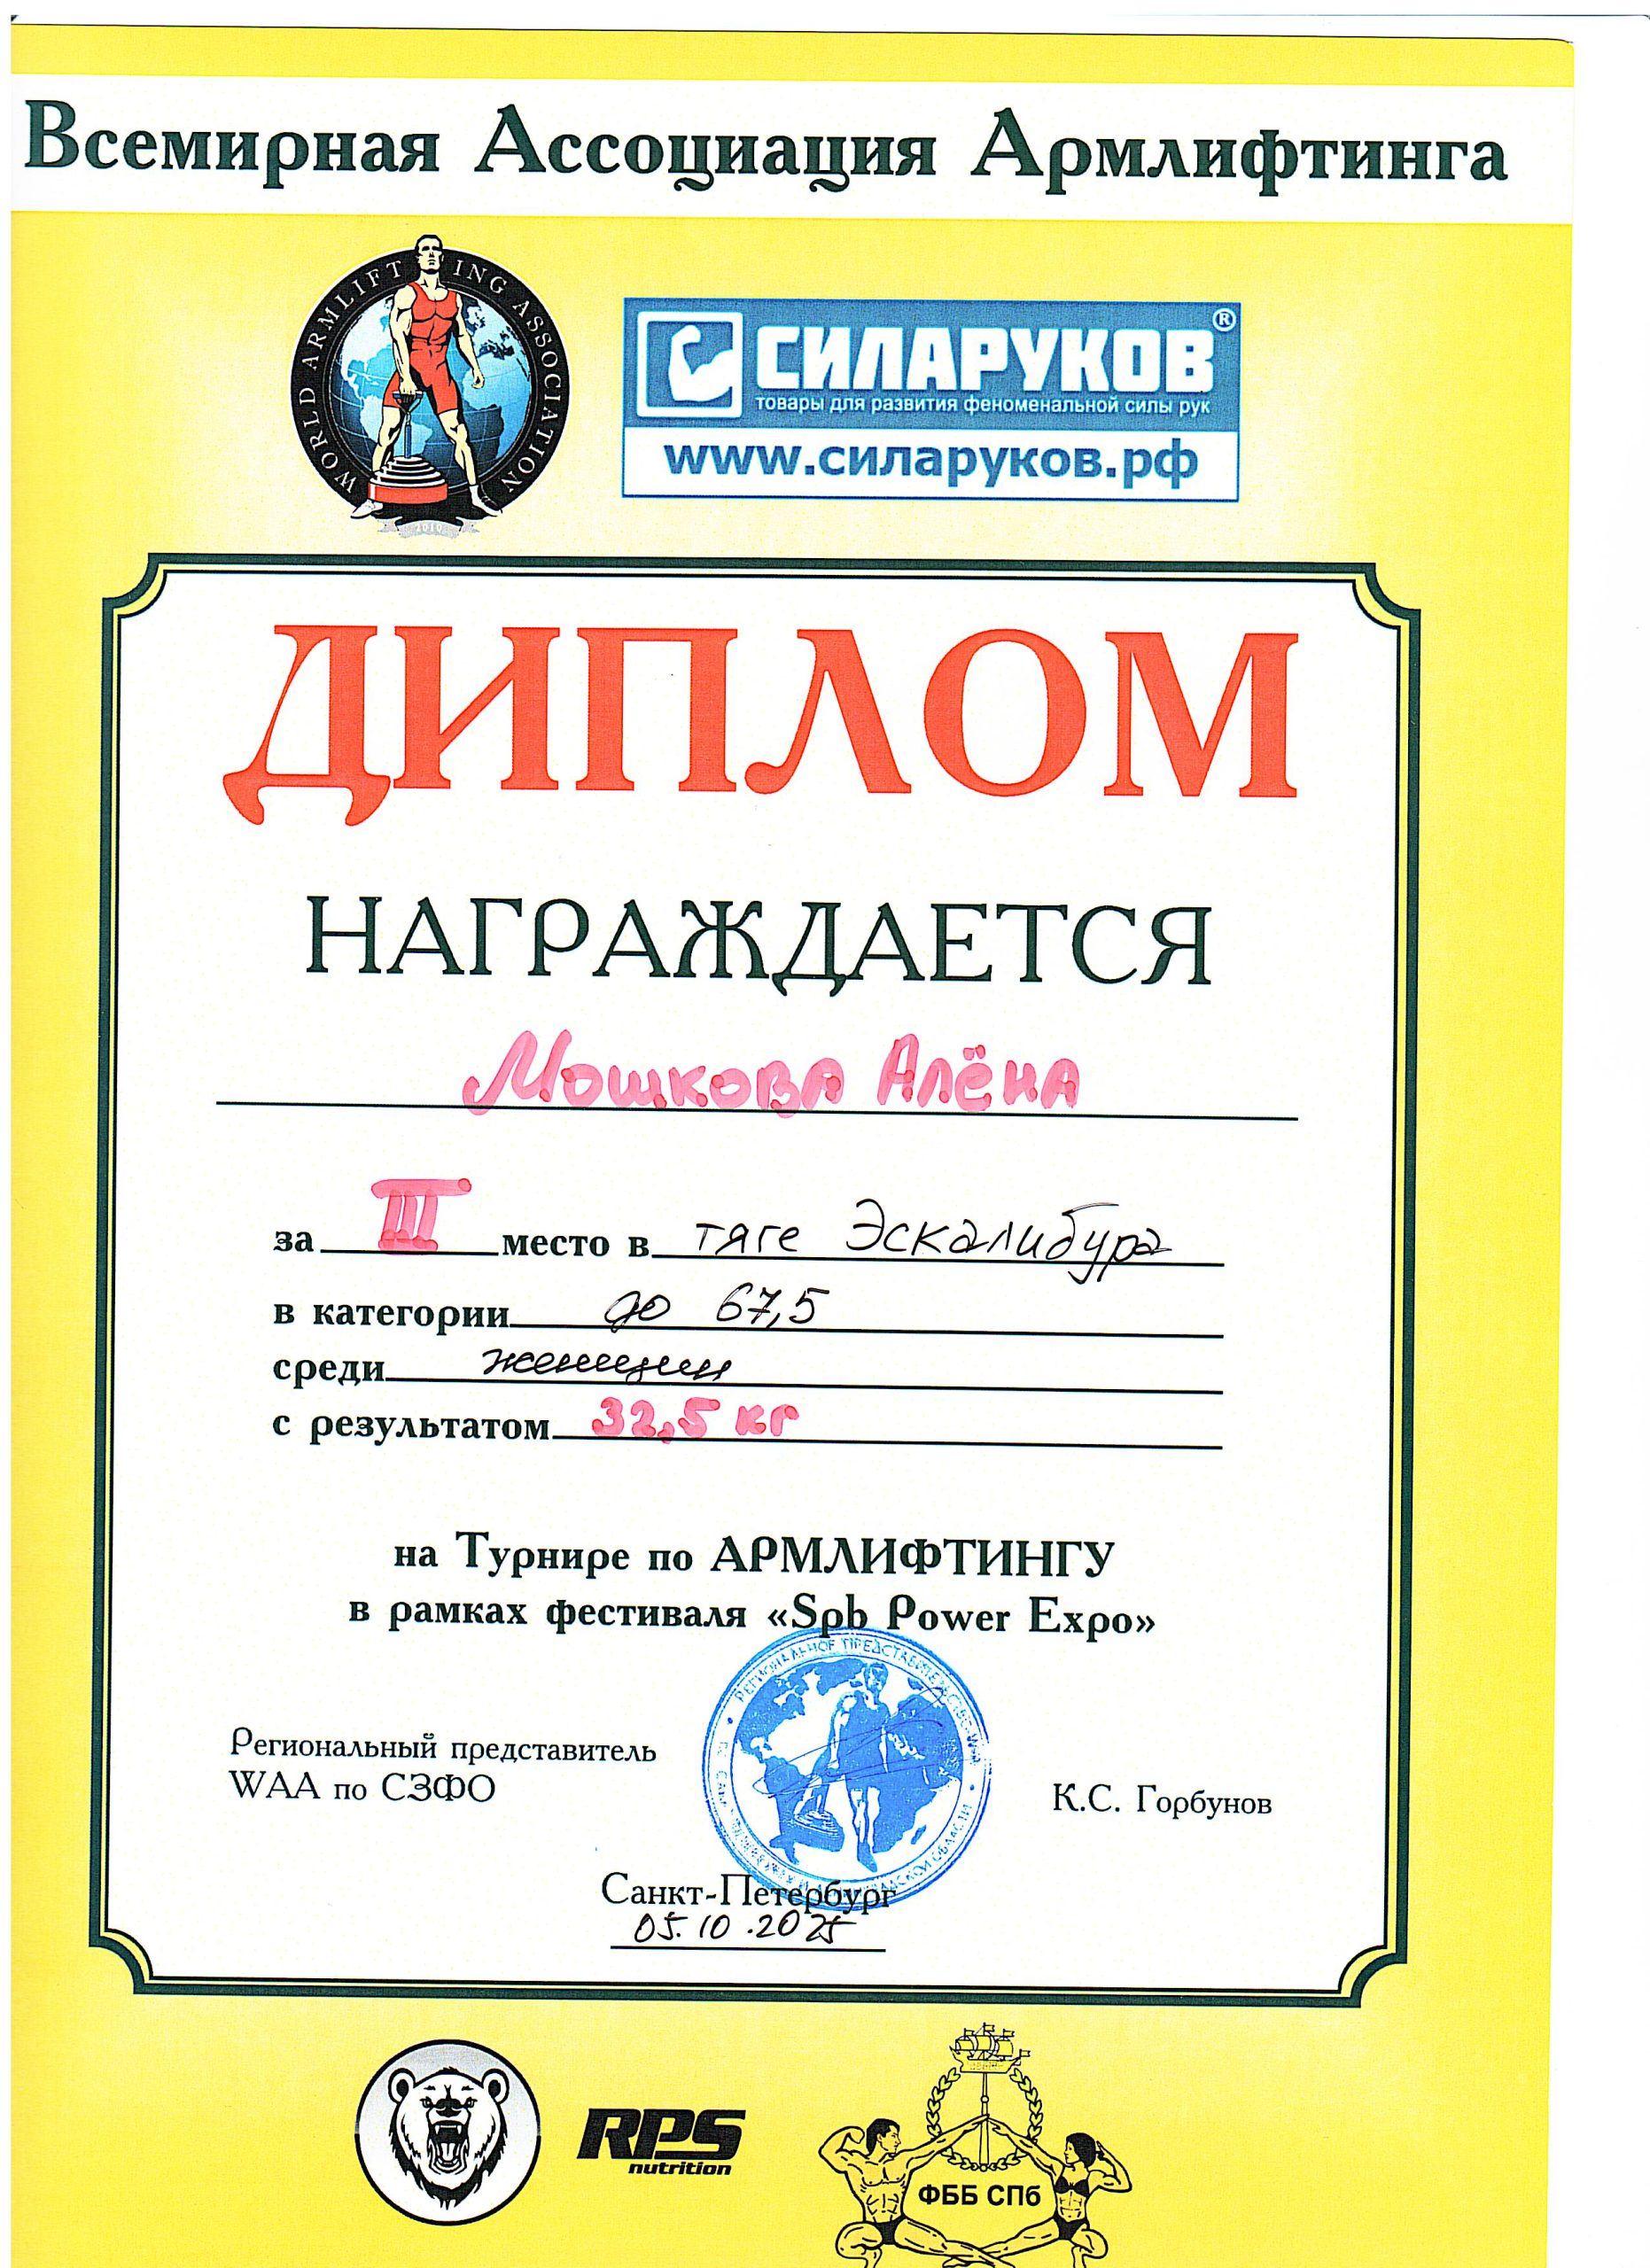 Всемирная Ассоциация Армлифтинга
WORLD ARMLIFTING ASSOCIATION
2010
СИЛАРУКОВ®
товары для развития феноменальной силы рук
www.силаруков.рф
ДИПЛОМ
НАГРАЖДАЕТСЯ
Мошкова Алёна
за III место в тяге Эскалибура
в категории до 67,5
среди женщин
с результатом 32,5 кг
на Турнире по АРМЛИФТИНГУ
в рамках фестиваля «Spb Power Expo»
РЕГИОНАЛЬНОЕ ПРЕДСТАВИТЕЛЬСТВО
Региональный представитель
WAA по СЗФО
К.С. Горбунов
Санкт-Петербург
05.10.2025
RPS
nutrition
ФББ СПб